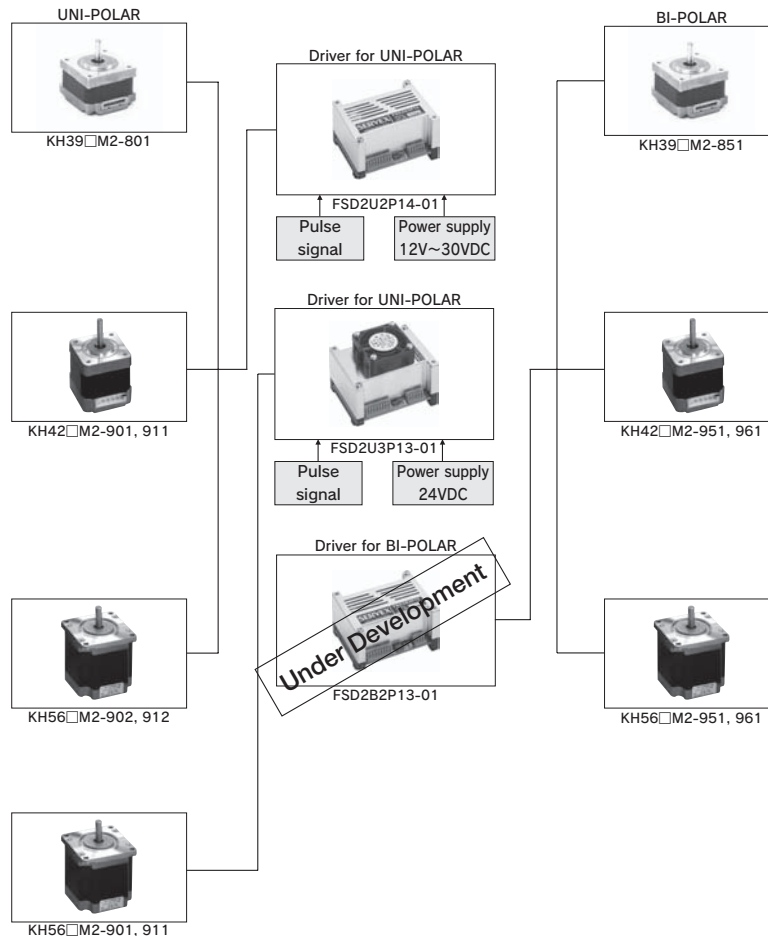 UNI-POLAR
KH39□M2-801
KH42□M2-901, 911
KH56□M2-902, 912
KH56□M2-901, 911
Driver for UNI-POLAR
SERVEX
FSD2U2P14-01
Pulse
signal
Power supply
12V~30VDC
Driver for UNI-POLAR
FSD2U3P13-01
Pulse
signal
Power supply
24VDC
Driver for BI-POLAR
SERVEX
Under Development
FSD2B2P13-01
BI-POLAR
KH39□M2-851
KH42□M2-951, 961
KH56□M2-951, 961